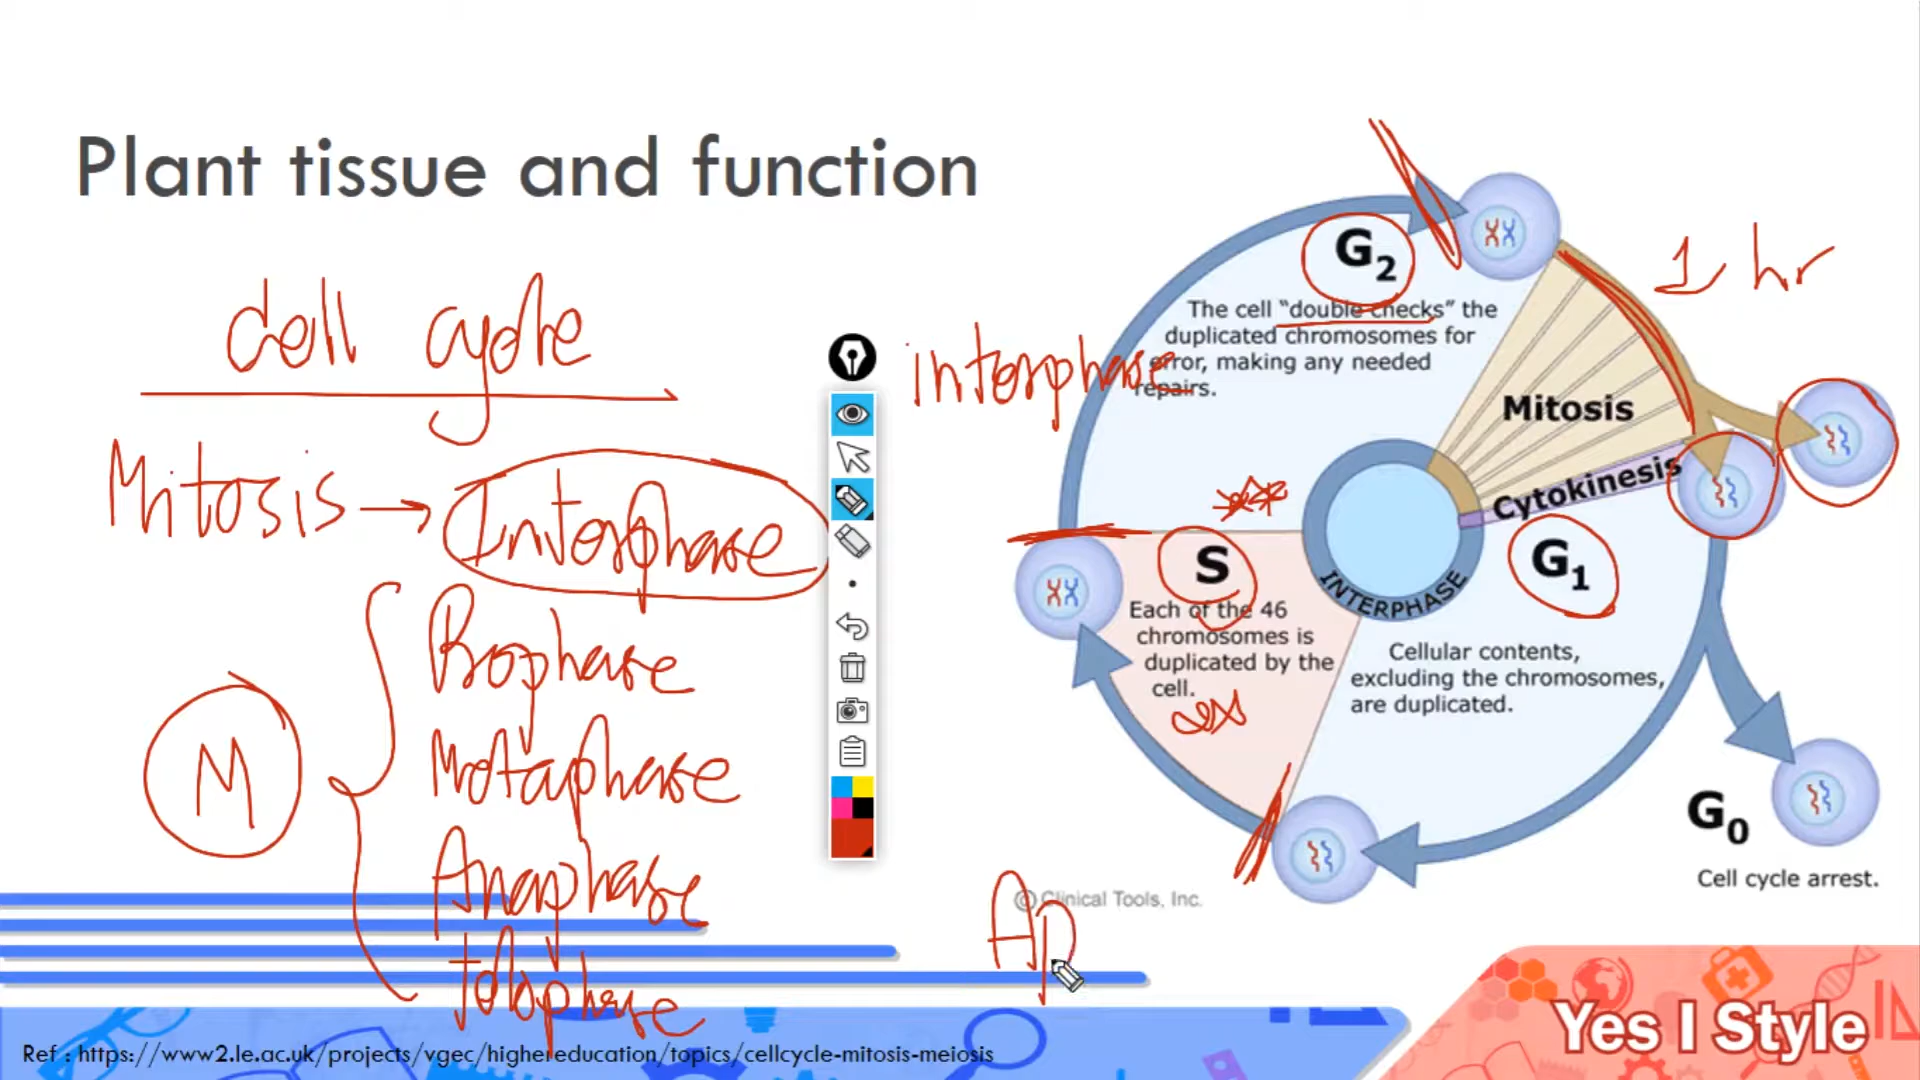 Plant tissue and function
cell cycle
Mitosis → Interphase
Prophase
Metaphase
Anaphase
Telophase
M
interphase
1 hr
G2
The cell “double checks” the
duplicated chromosomes for
error, making any needed
repairs.
Mitosis
Cytokinesis
S
Each of the 46
chromosomes is
duplicated by the
cell.
INTERPHASE
G1
Cellular contents,
excluding the chromosomes,
are duplicated.
G0
Cell cycle arrest.
© Clinical Tools, Inc.
Ap
Yes I Style
Ref : https://www2.le.ac.uk/projects/vgec/highereducation/topics/cellcycle-mitosis-meiosis